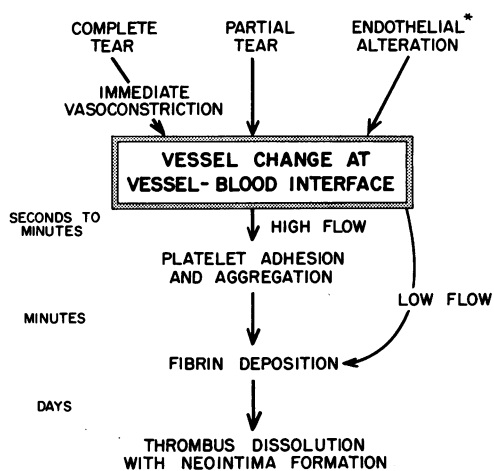 COMPLETE
TEAR
PARTIAL
TEAR
ENDOTHELIAL*
ALTERATION
IMMEDIATE
VASOCONSTRICTION
VESSEL CHANGE AT
VESSEL-BLOOD INTERFACE
SECONDS TO
MINUTES
HIGH FLOW
PLATELET ADHESION
AND AGGREGATION
LOW FLOW
MINUTES
FIBRIN DEPOSITION
DAYS
THROMBUS DISSOLUTION
WITH NEOINTIMA FORMATION